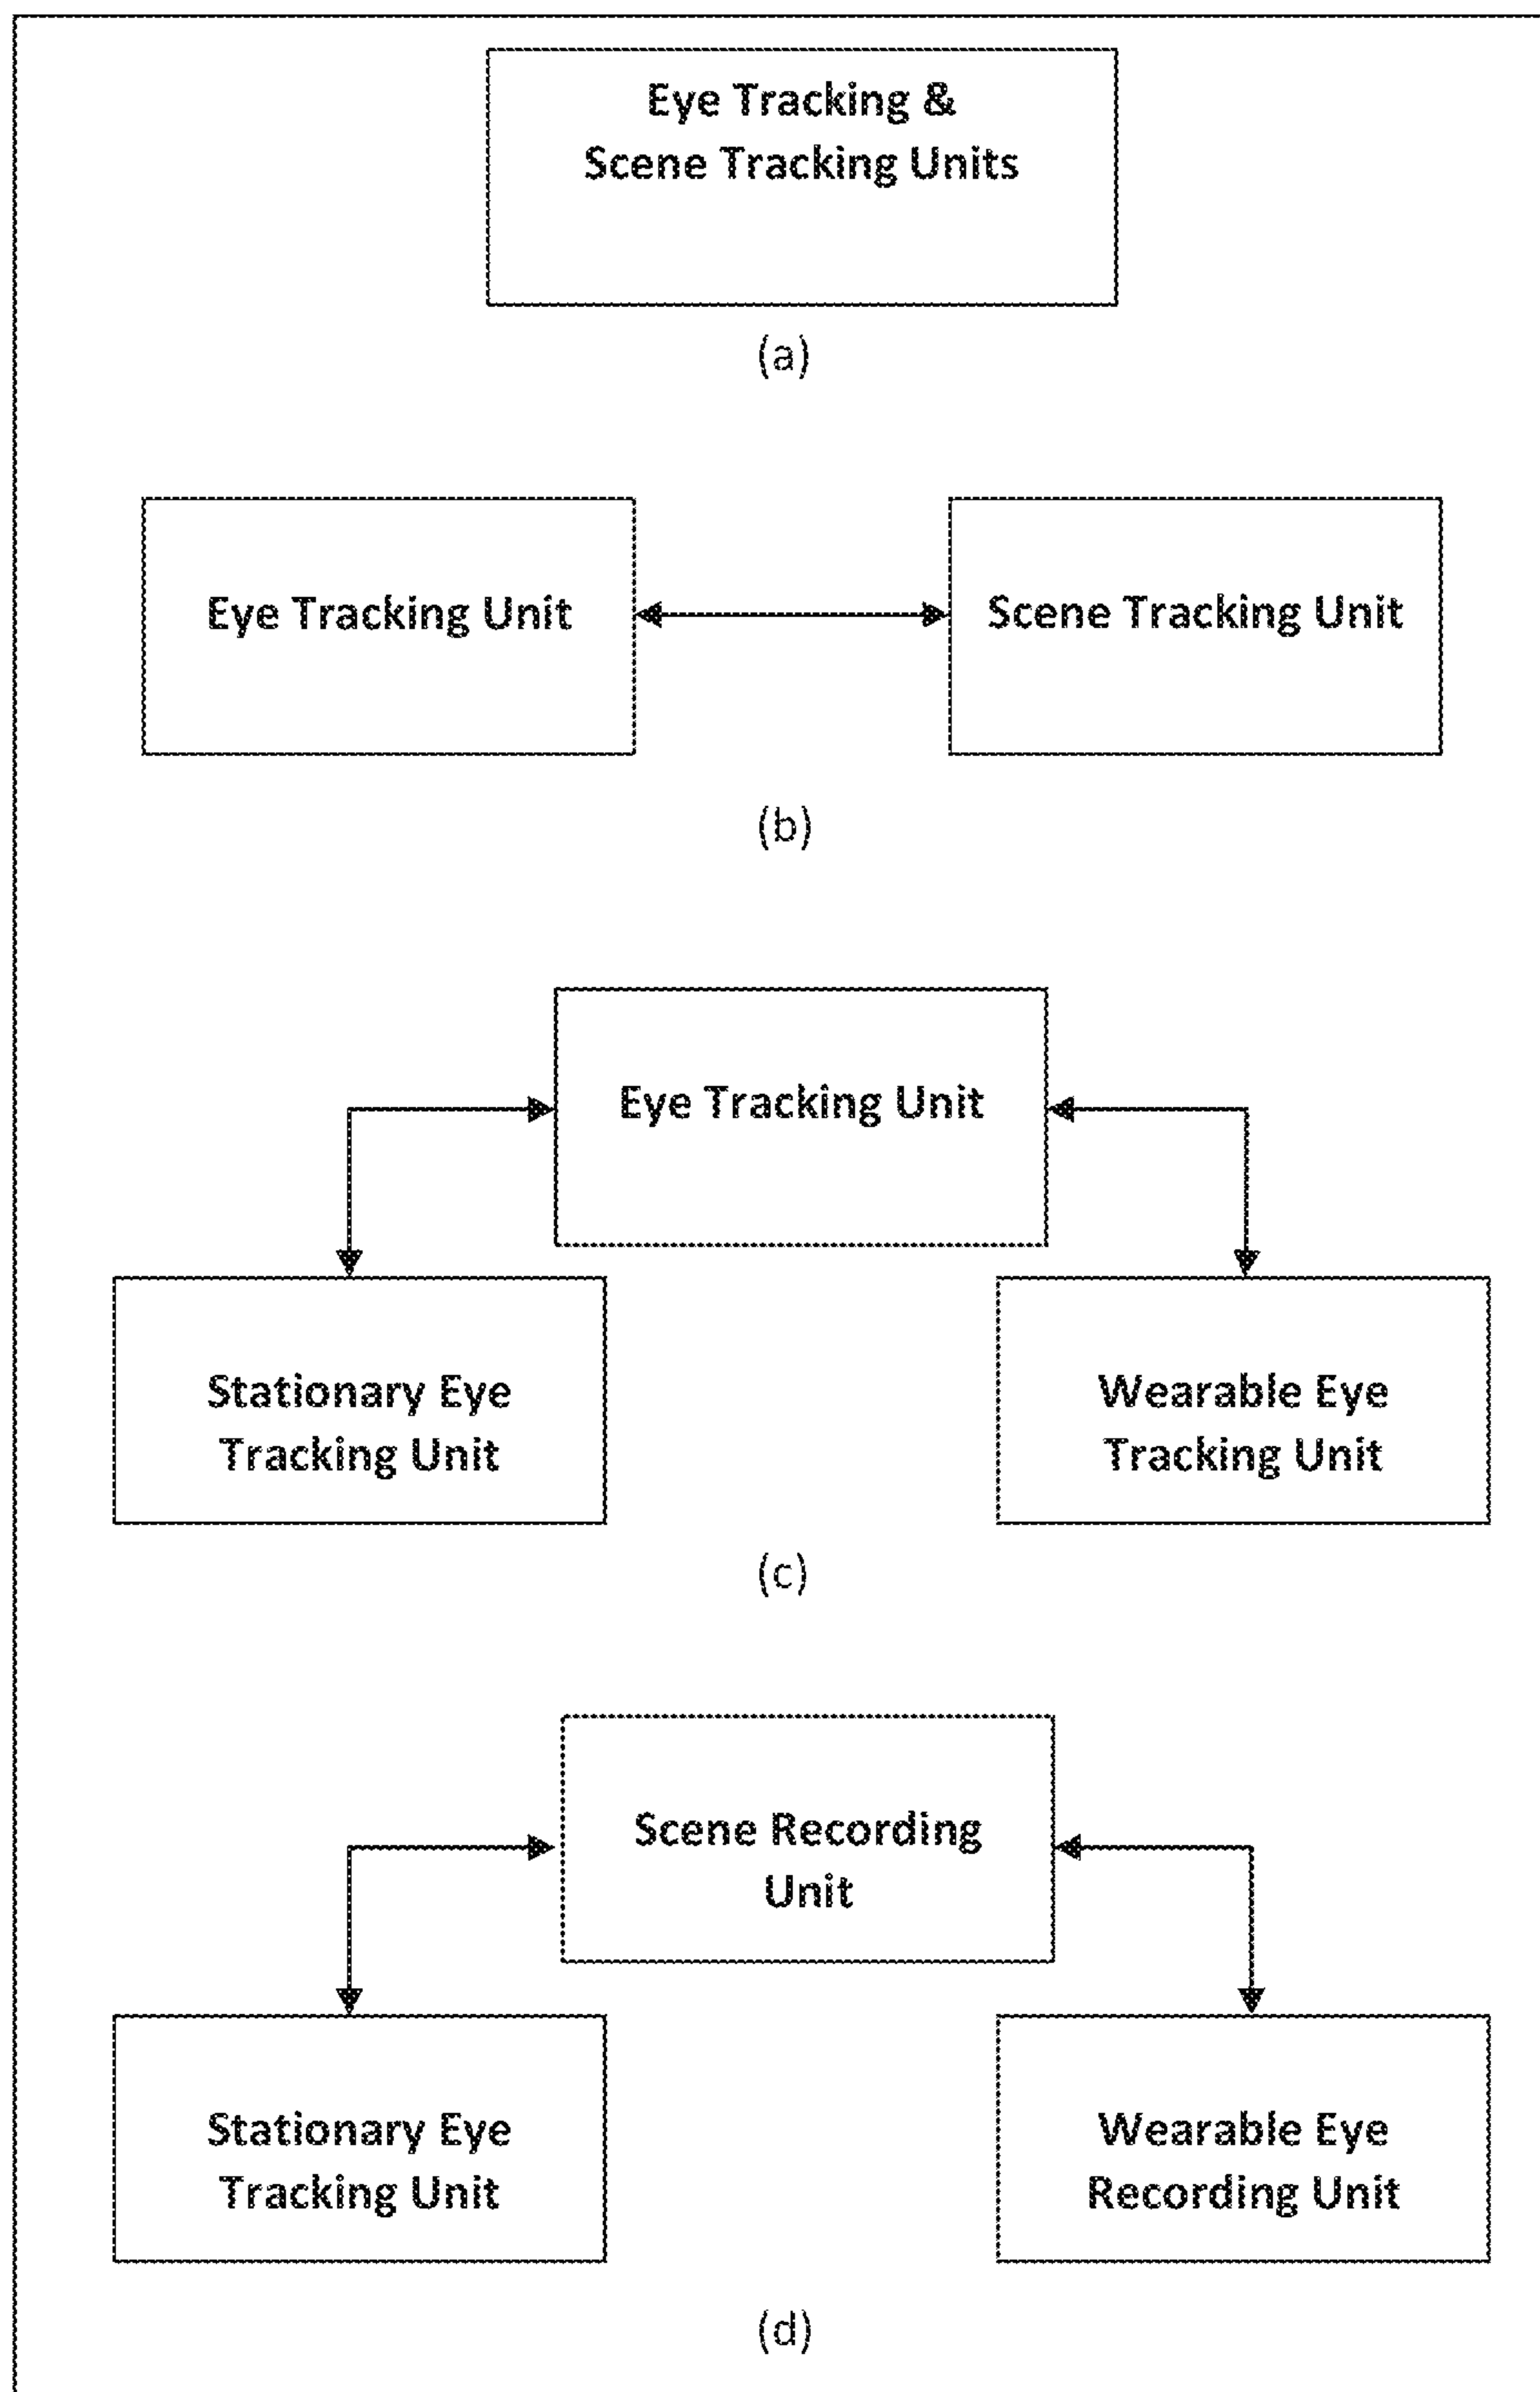 Eye Tracking &
Scene Tracking Units
(a)
Eye Tracking Unit
Scene Tracking Unit
(b)
Eye Tracking Unit
Stationary Eye
Tracking Unit
Wearable Eye
Tracking Unit
(c)
Scene Recording
Unit
Stationary Eye
Tracking Unit
Wearable Eye
Recording Unit
(d)